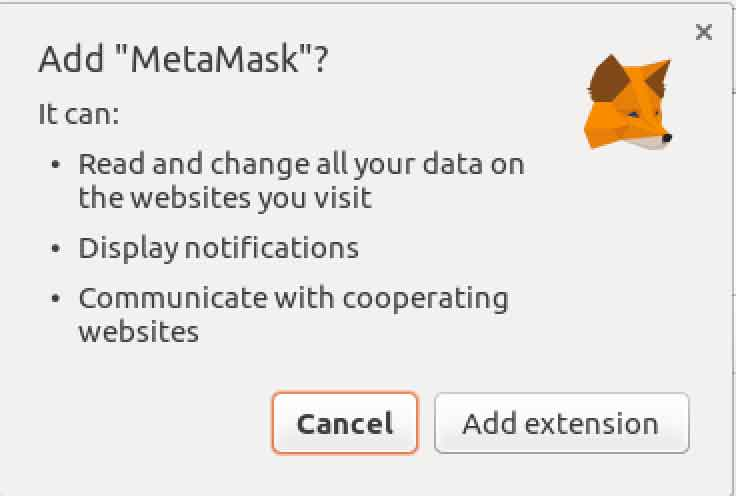 Add "MetaMask"?
It can:
• Read and change all your data on
the websites you visit
• Display notifications
• Communicate with cooperating
websites
Cancel Add extension